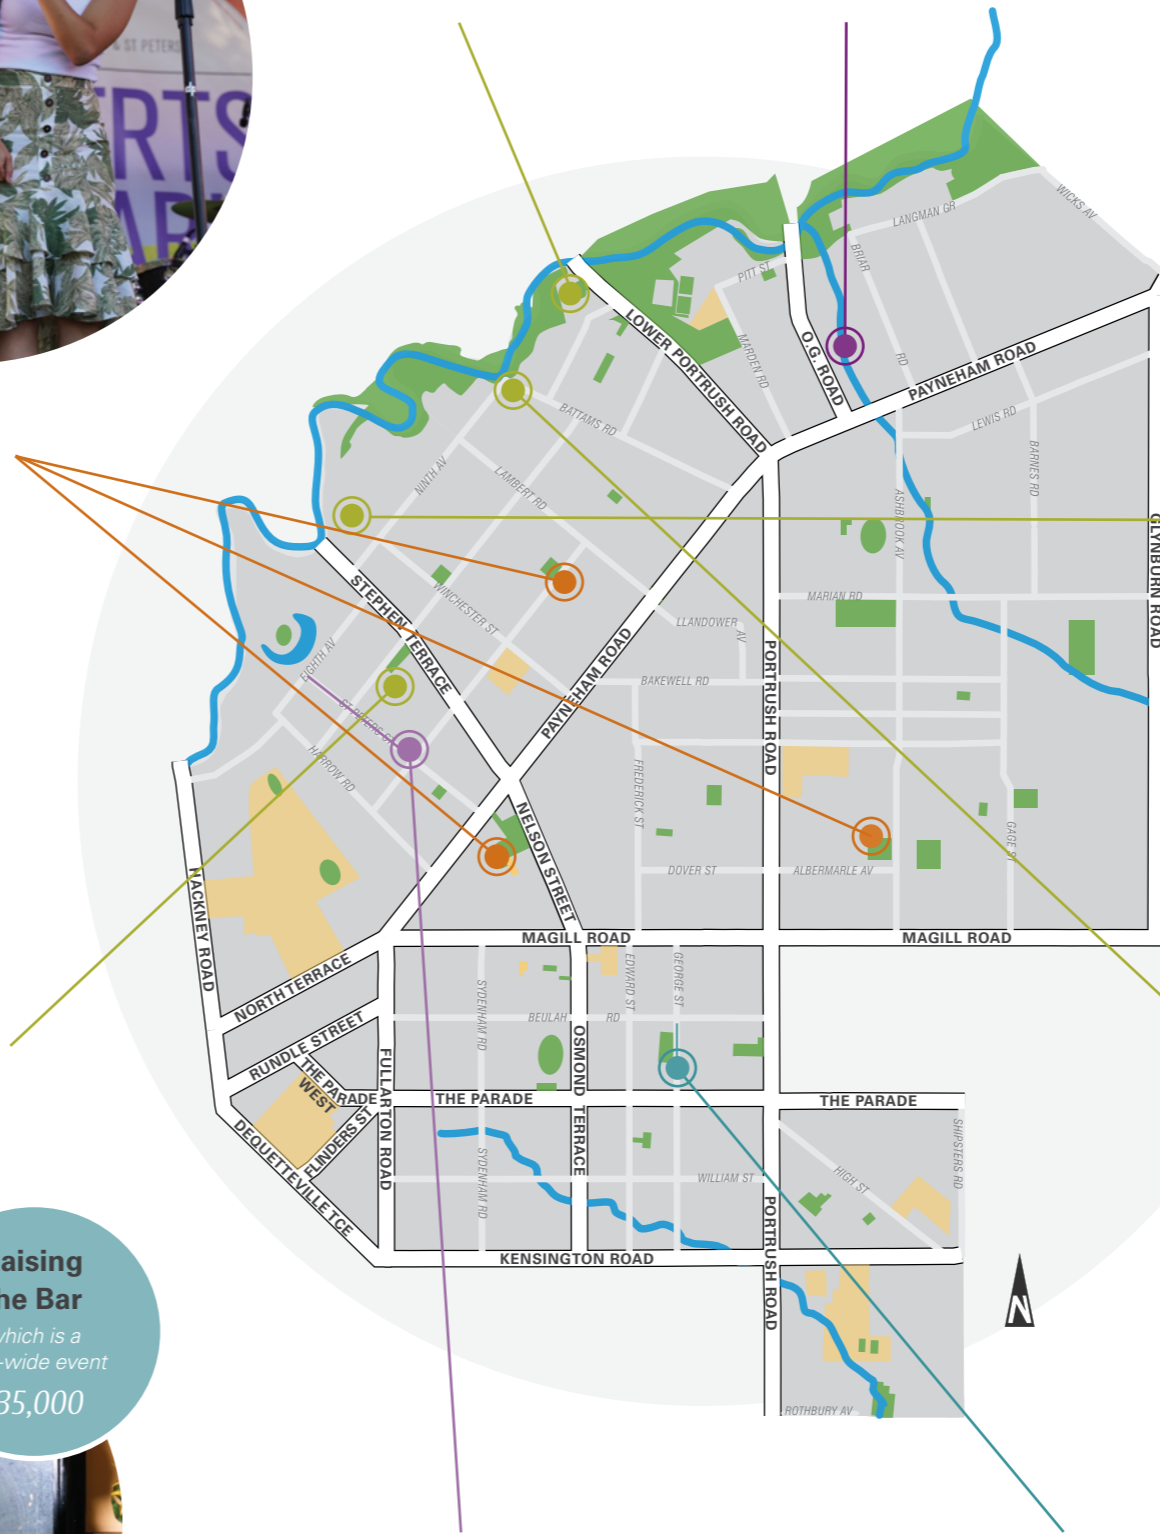 & ST PETERS
WICKS AV
LANGMAN GR
BRIAR
RD
PITT ST
LOWER PORTRUSH ROAD
MARDEN RD
O.G. ROAD
PAYNEHAM ROAD
LEWIS RD
BATTAMS RD
BARNES RD
NINTH AV
LAMBERT RD
ASHBROOK AV
GLYNBURN ROAD
STEPHEN TERRACE
WINCHESTER ST
MARIAN RD
LLANDOWER
AV
EIGHTH AV
PAYNEHAM ROAD
PORTRUSH ROAD
BAKEWELL RD
ST PETERS ST
HARROW RD
FREDERICK ST
NELSON STREET
GAGE ST
DOVER ST
ALBERMARLE AV
HACKNEY ROAD
MAGILL ROAD
MAGILL ROAD
NORTH TERRACE
SYDENHAM RD
EDWARD ST
GEORGE ST
BEULAH
RD
RUNDLE STREET
FULLARTON ROAD
OSMOND TERRACE
THE PARADE
WEST
THE PARADE
THE PARADE
DEQUETTEVILLE TCE
FLINDERS ST
SYDENHAM RD
SHIPSTERS RD
HIGH ST
WILLIAM ST
PORTRUSH ROAD
KENSINGTON ROAD
N
ROTHBURY AV
aising
he Bar
which is a
-wide event
35,000